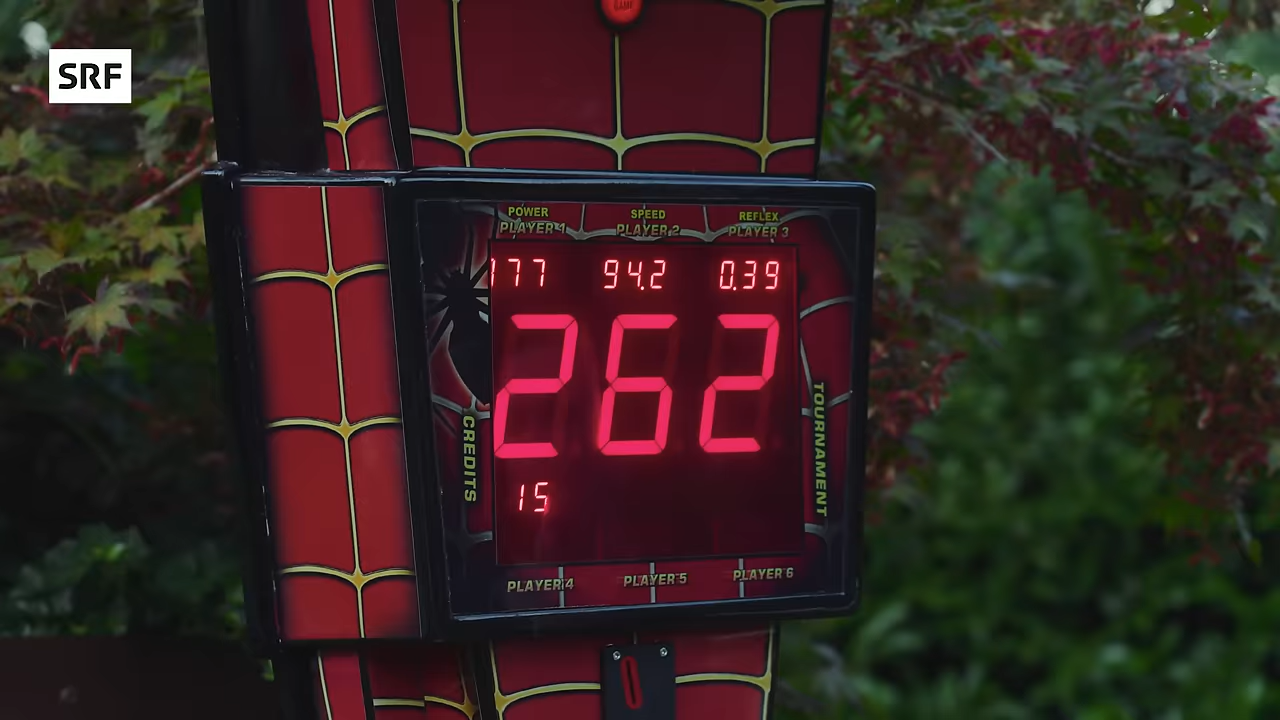 SRF
GAME
POWER SPEED REFLEX
PLAYER 1 PLAYER 2 PLAYER 3
177 94.2 0.39
262
CREDITS
TOURNAMENT
15
PLAYER 4 PLAYER 5 PLAYER 6